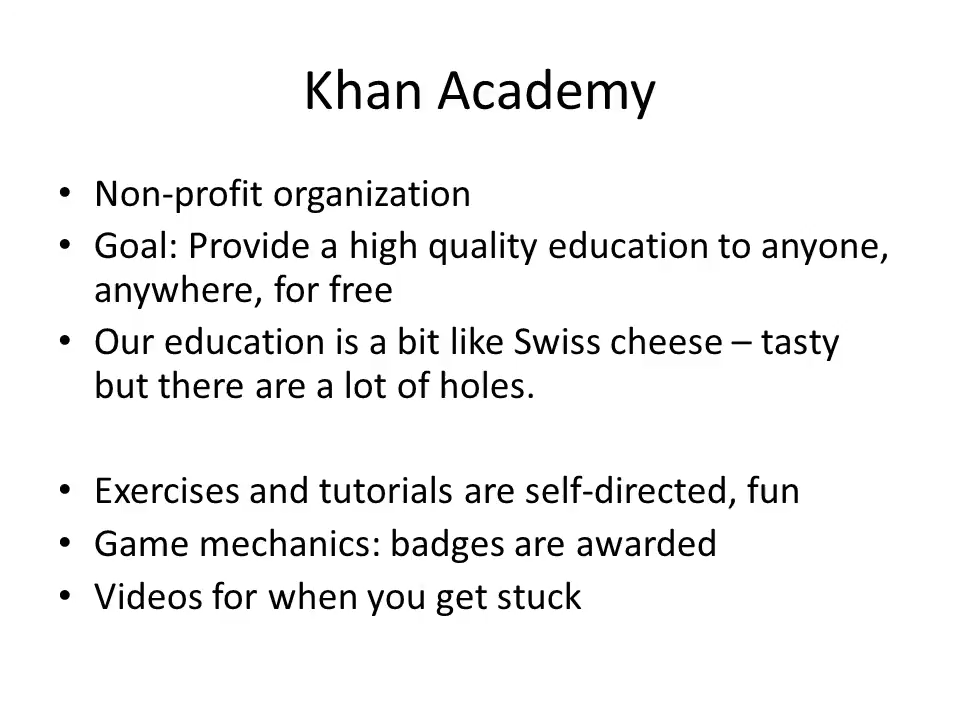 Khan Academy
• Non-profit organization
• Goal: Provide a high quality education to anyone,
anywhere, for free
• Our education is a bit like Swiss cheese – tasty
but there are a lot of holes.
• Exercises and tutorials are self-directed, fun
• Game mechanics: badges are awarded
• Videos for when you get stuck